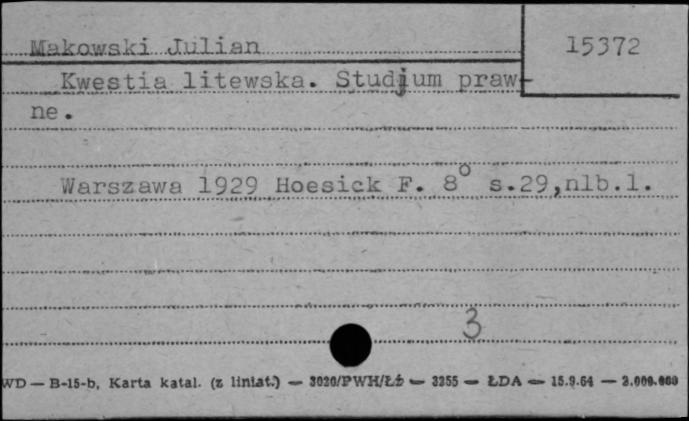 Makowski Julian
15372
Kwestia litewska. Studjum praw-
ne.
Warszawa 1929 Hoesick F. 8° s.29,nlb.1.
3
WD — B-15-b, Karta katal. (z liniat.) — 3020/PWH/Łż — 3255 — ŁDA — 15.9.64 — 2.000.000